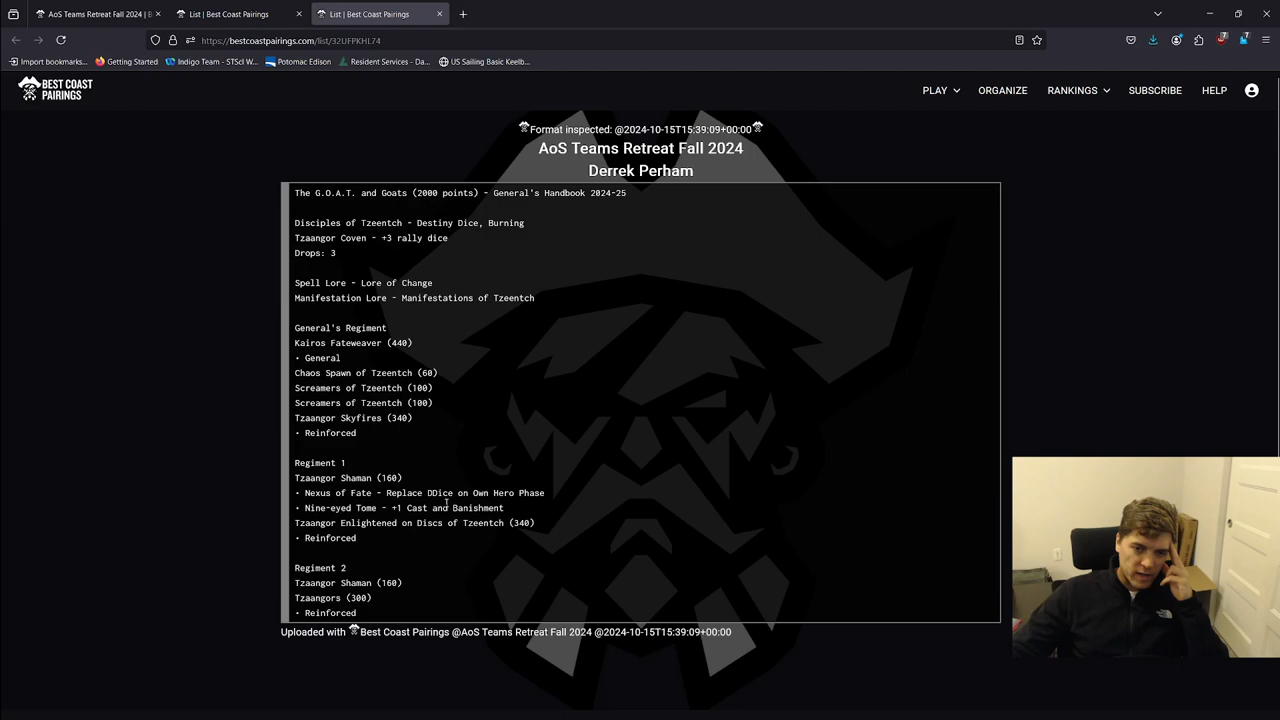 AoS Teams Retreat Fall 2024 | B
List | Best Coast Pairings
List | Best Coast Pairings
https://bestcoastpairings.com/list/32UFPKHL74
Import bookmarks...
Getting Started
Indigo Team - STScI W...
Potomac Edison
Resident Services - Da...
US Sailing Basic Keelb...
BEST COAST
PAIRINGS
PLAY
ORGANIZE
RANKINGS
SUBSCRIBE
HELP
Format inspected: @2024-10-15T15:39:09+00:00
AoS Teams Retreat Fall 2024
Derrek Perham
The G.O.A.T. and Goats (2000 points) - General's Handbook 2024-25
Disciples of Tzeentch - Destiny Dice, Burning
Tzaangor Coven - +3 rally dice
Drops: 3
Spell Lore - Lore of Change
Manifestation Lore - Manifestations of Tzeentch
General's Regiment
Kairos Fateweaver (440)
• General
Chaos Spawn of Tzeentch (60)
Screamers of Tzeentch (100)
Screamers of Tzeentch (100)
Tzaangor Skyfires (340)
• Reinforced
Regiment 1
Tzaangor Shaman (160)
• Nexus of Fate - Replace DDice on Own Hero Phase
• Nine-eyed Tome - +1 Cast and Banishment
Tzaangor Enlightened on Discs of Tzeentch (340)
• Reinforced
Regiment 2
Tzaangor Shaman (160)
Tzaangors (300)
• Reinforced
Uploaded with Best Coast Pairings @AoS Teams Retreat Fall 2024 @2024-10-15T15:39:09+00:00